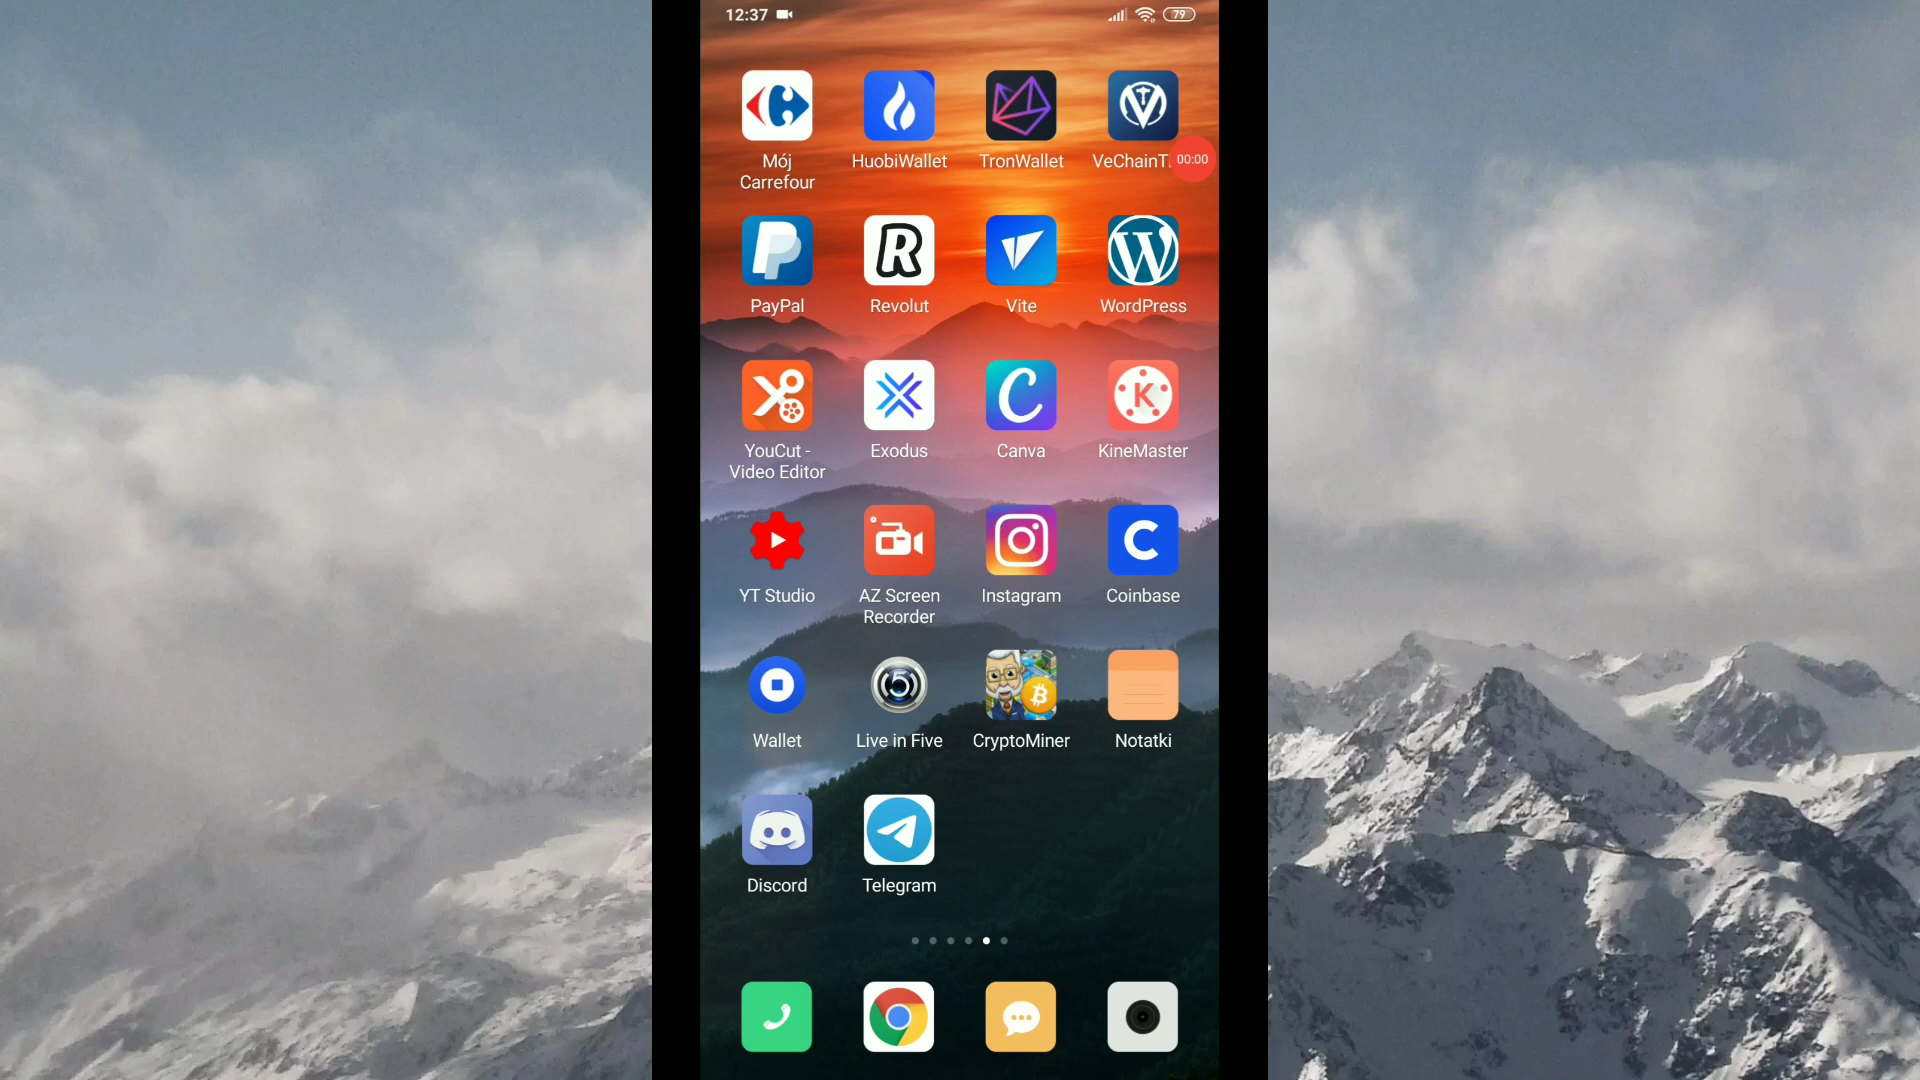 12:37
79
Mój
Carrefour
HuobiWallet
TronWallet
VeChainT.
00:00
PayPal
Revolut
Vite
WordPress
YouCut -
Video Editor
Exodus
Canva
KineMaster
YT Studio
AZ Screen
Recorder
Instagram
Coinbase
Wallet
Live in Five
CryptoMiner
Notatki
Discord
Telegram